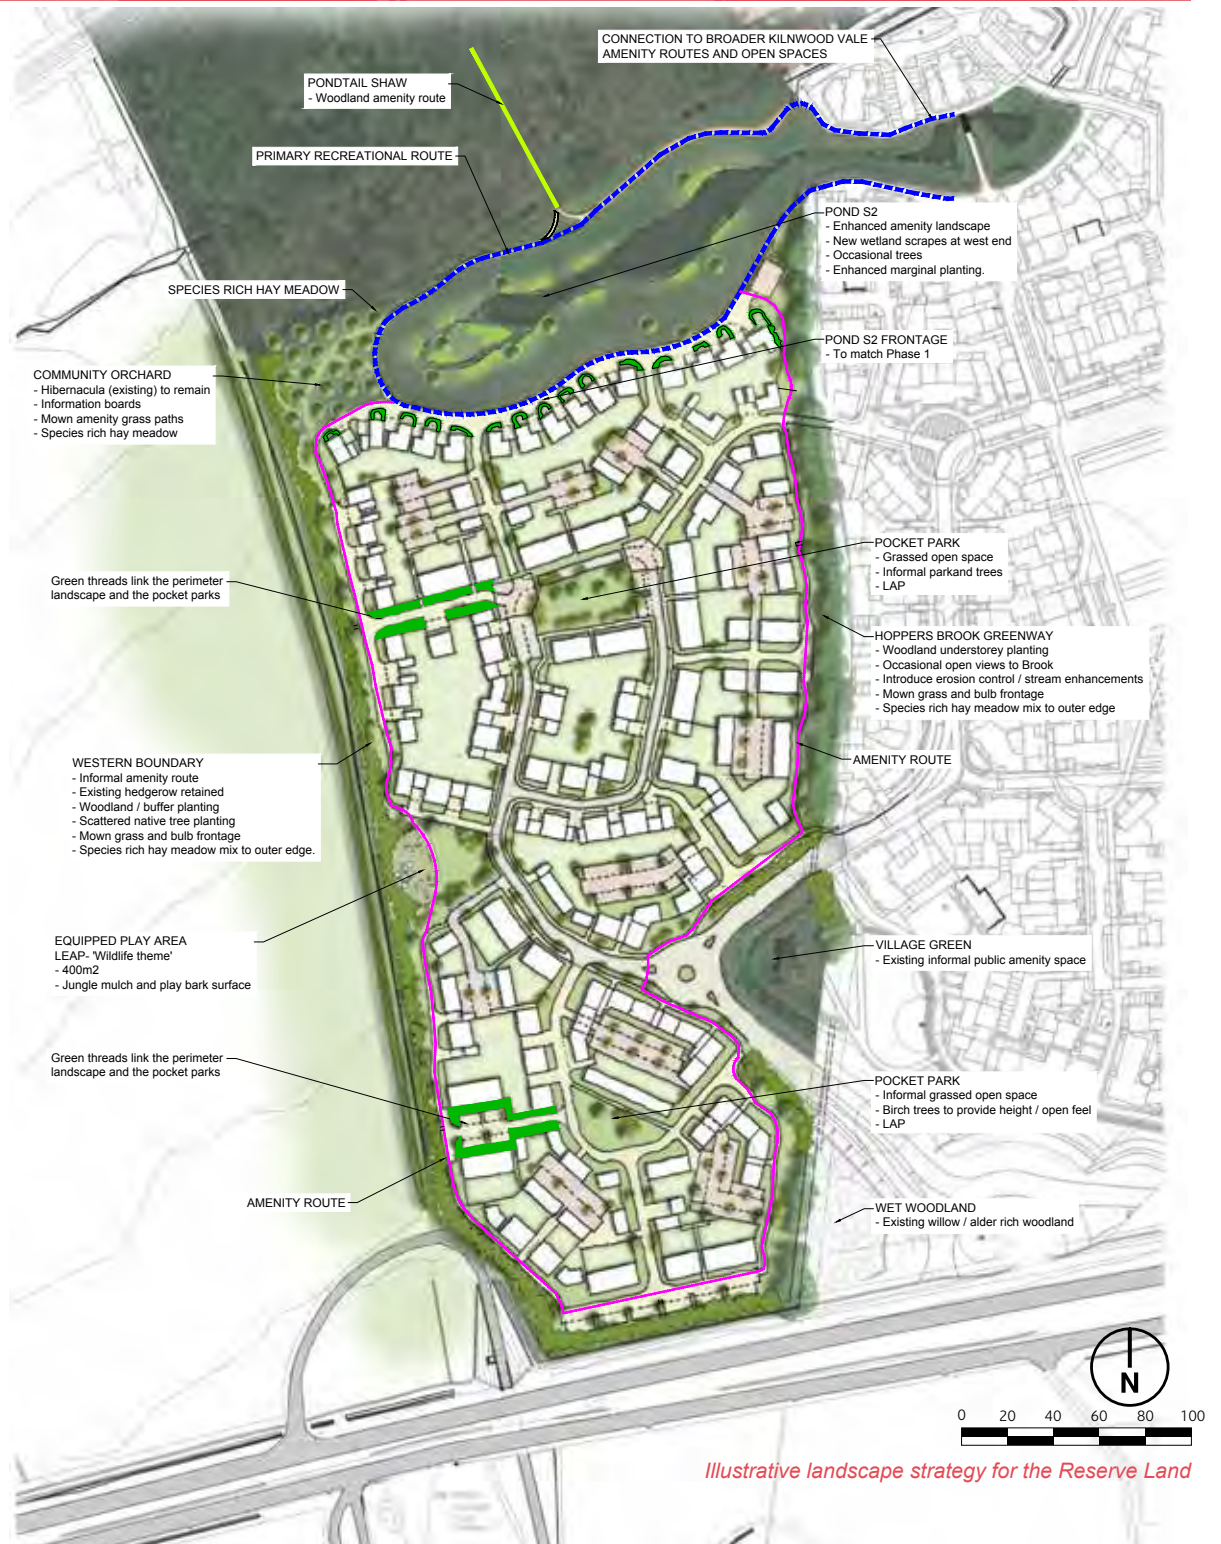 CONNECTION TO BROADER KILNWOOD VALE
AMENITY ROUTES AND OPEN SPACES
PONDTAIL SHAW
- Woodland amenity route
PRIMARY RECREATIONAL ROUTE
POND S2
- Enhanced amenity landscape
- New wetland scrapes at west end
- Occasional trees
- Enhanced marginal planting.
SPECIES RICH HAY MEADOW
POND S2 FRONTAGE
- To match Phase 1
COMMUNITY ORCHARD
- Hibernacula (existing) to remain
- Information boards
- Mown amenity grass paths
- Species rich hay meadow
POCKET PARK
- Grassed open space
- Informal parkand trees
- LAP
Green threads link the perimeter
landscape and the pocket parks
HOPPERS BROOK GREENWAY
- Woodland understorey planting
- Occasional open views to Brook
- Introduce erosion control / stream enhancements
- Mown grass and bulb frontage
- Species rich hay meadow mix to outer edge
WESTERN BOUNDARY
- Informal amenity route
- Existing hedgerow retained
- Woodland / buffer planting
- Scattered native tree planting
- Mown grass and bulb frontage
- Species rich hay meadow mix to outer edge.
AMENITY ROUTE
EQUIPPED PLAY AREA
LEAP- 'Wildlife theme'
- 400m2
- Jungle mulch and play bark surface
VILLAGE GREEN
- Existing informal public amenity space
Green threads link the perimeter
landscape and the pocket parks
POCKET PARK
- Informal grassed open space
- Birch trees to provide height / open feel
- LAP
AMENITY ROUTE
WET WOODLAND
- Existing willow / alder rich woodland
N
0 20 40 60 80 100
Illustrative landscape strategy for the Reserve Land